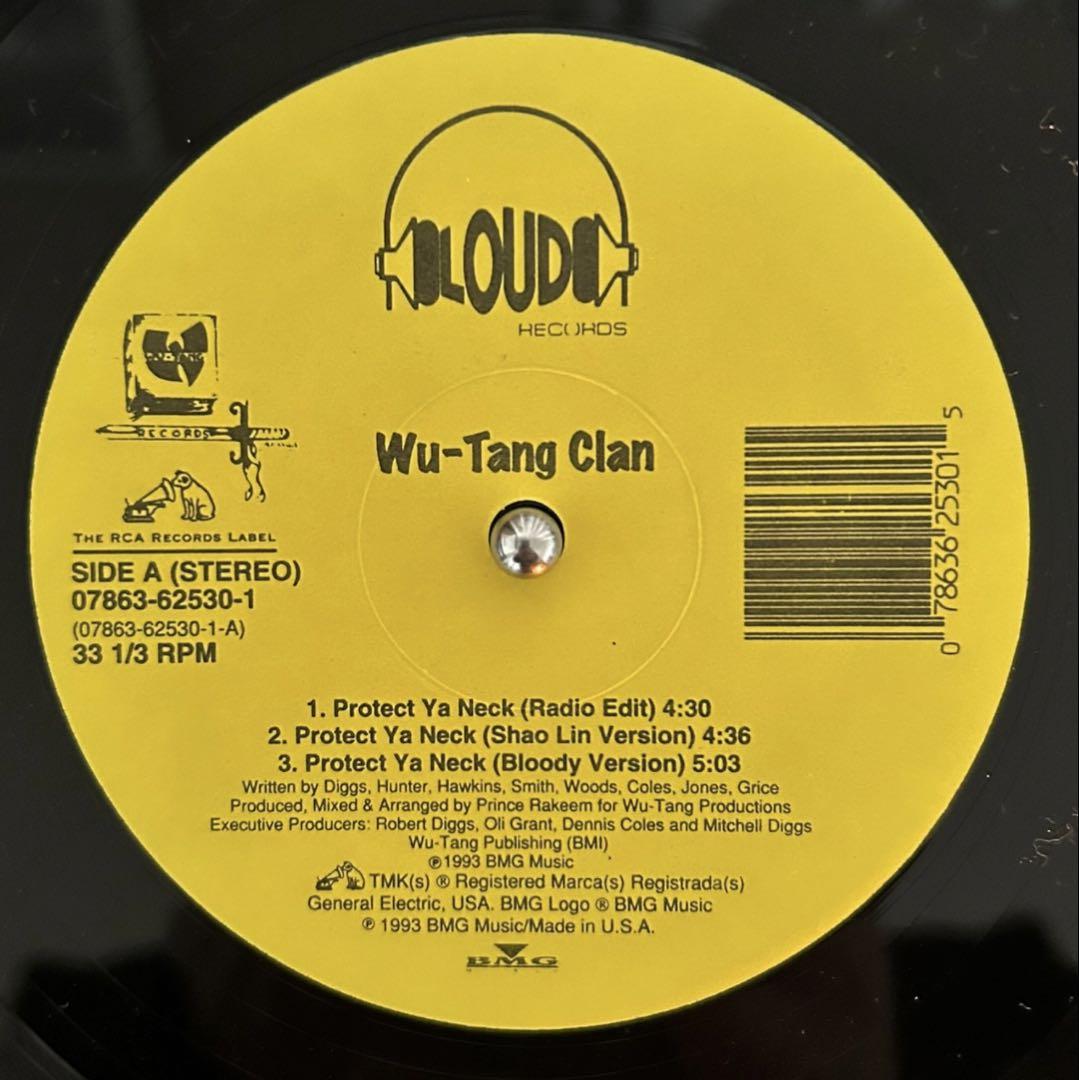 LOUD
RECORDS
WU-TANG
RECORDS
Wu-Tang Clan
THE RCA RECORDS LABEL
SIDE A (STEREO)
07863-62530-1
(07863-62530-1-A)
33 1/3 RPM
0 78636 25301 5
1. Protect Ya Neck (Radio Edit) 4:30
2. Protect Ya Neck (Shao Lin Version) 4:36
3. Protect Ya Neck (Bloody Version) 5:03
Written by Diggs, Hunter, Hawkins, Smith, Woods, Coles, Jones, Grice
Produced, Mixed & Arranged by Prince Rakeem for Wu-Tang Productions
Executive Producers: Robert Diggs, Oli Grant, Dennis Coles and Mitchell Diggs
Wu-Tang Publishing (BMI)
℗1993 BMG Music
TMK(s) ® Registered Marca(s) Registrada(s)
General Electric, USA. BMG Logo ® BMG Music
℗ 1993 BMG Music/Made in U.S.A.
BMG